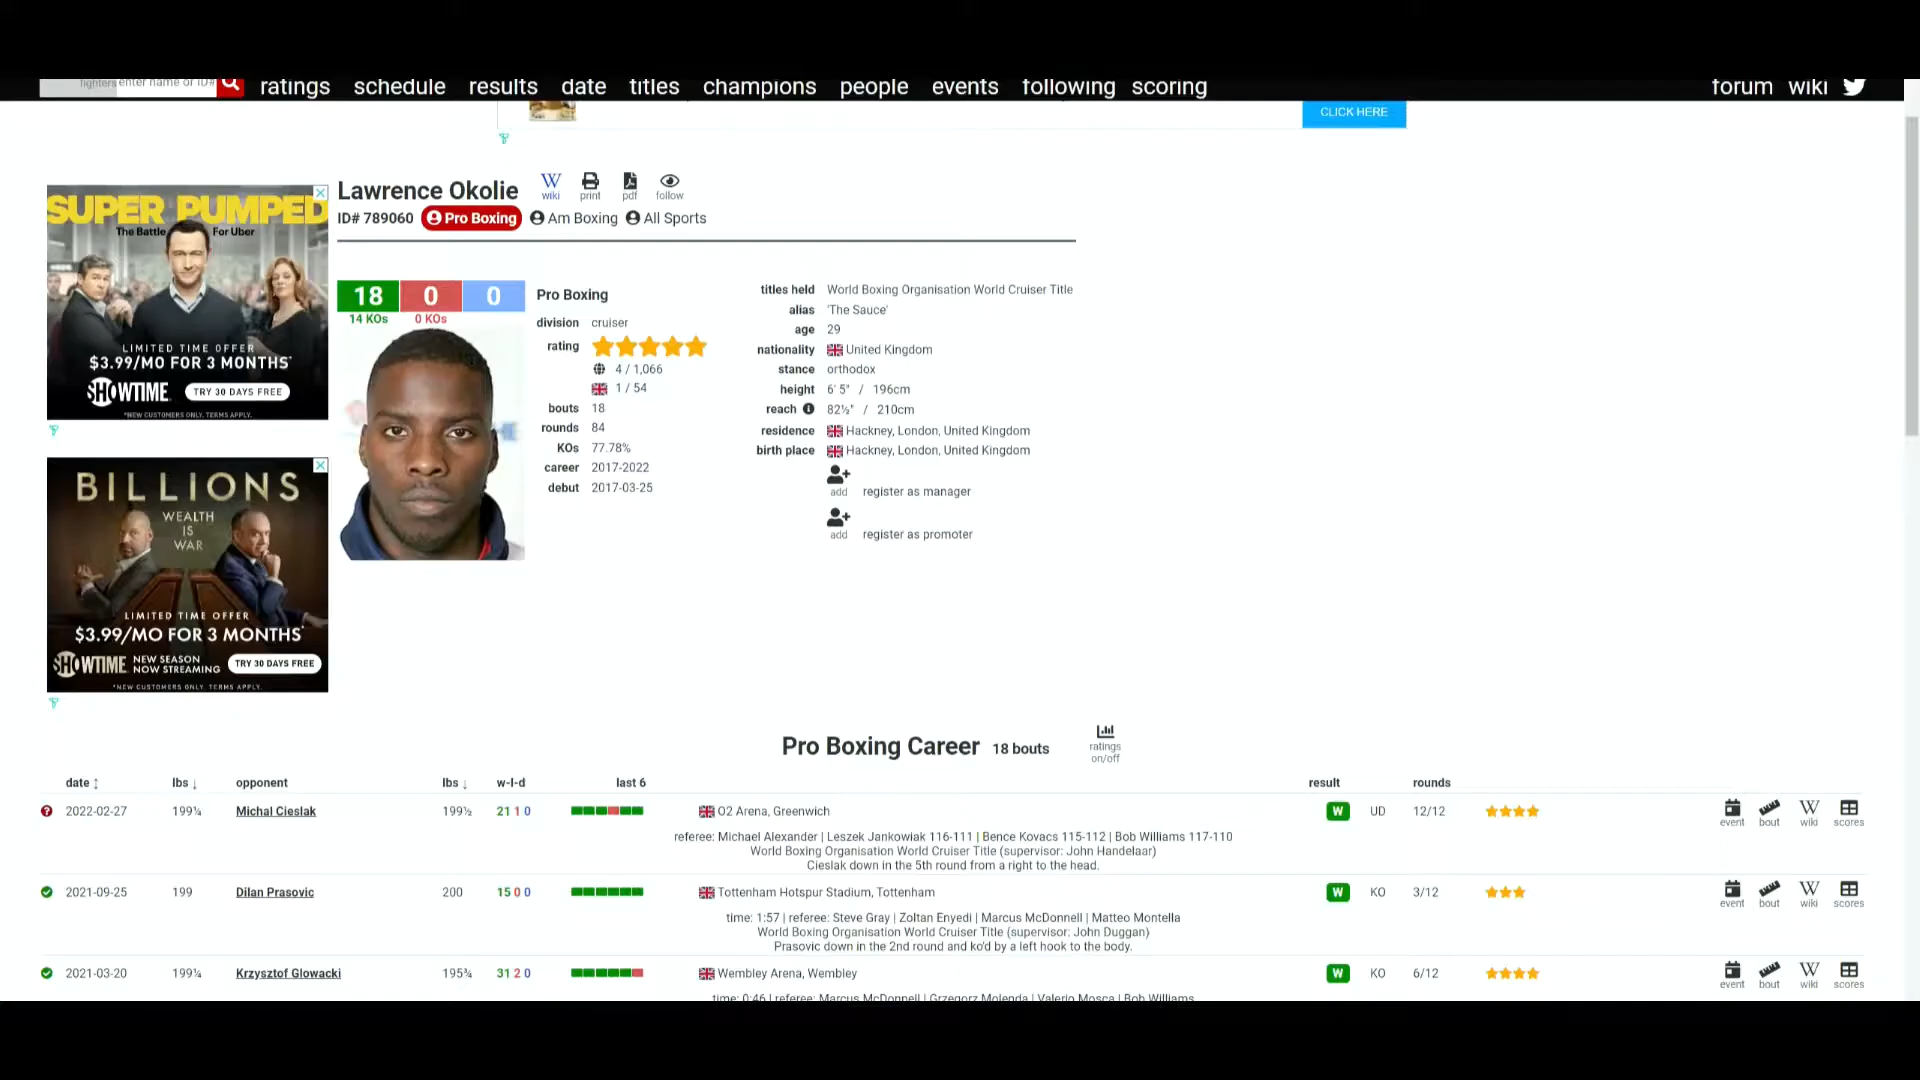 fighters enter name or ID#
ratings schedule results date titles champions people events following scoring forum wiki
CLICK HERE
Lawrence Okolie
wiki print pdf follow
ID# 789060 Pro Boxing Am Boxing All Sports
SUPER PUMPED
The Battle For Uber
LIMITED TIME OFFER
$3.99/MO FOR 3 MONTHS*
SHOWTIME TRY 30 DAYS FREE
*NEW CUSTOMERS ONLY. TERMS APPLY.
BILLIONS
WEALTH
IS
WAR
LIMITED TIME OFFER
$3.99/MO FOR 3 MONTHS*
SHOWTIME NEW SEASON NOW STREAMING TRY 30 DAYS FREE
*NEW CUSTOMERS ONLY. TERMS APPLY.
18 0 0
14 KOs 0 KOs
Pro Boxing
division cruiser
rating
4 / 1,066
1 / 54
bouts 18
rounds 84
KOs 77.78%
career 2017-2022
debut 2017-03-25
titles held World Boxing Organisation World Cruiser Title
alias 'The Sauce'
age 29
nationality United Kingdom
stance orthodox
height 6' 5" / 196cm
reach 82½" / 210cm
residence Hackney, London, United Kingdom
birth place Hackney, London, United Kingdom
add register as manager
add register as promoter
Pro Boxing Career 18 bouts
ratings
on/off
date lbs opponent lbs w-l-d last 6 result rounds
2022-02-27 199¼ Michal Cieslak 199½ 21 1 0 O2 Arena, Greenwich W UD 12/12 event bout wiki scores
referee: Michael Alexander | Leszek Jankowiak 116-111 | Bence Kovacs 115-112 | Bob Williams 117-110
World Boxing Organisation World Cruiser Title (supervisor: John Handelaar)
Cieslak down in the 5th round from a right to the head.
2021-09-25 199 Dilan Prasovic 200 15 0 0 Tottenham Hotspur Stadium, Tottenham W KO 3/12 event bout wiki scores
time: 1:57 | referee: Steve Gray | Zoltan Enyedi | Marcus McDonnell | Matteo Montella
World Boxing Organisation World Cruiser Title (supervisor: John Duggan)
Prasovic down in the 2nd round and ko'd by a left hook to the body.
2021-03-20 199¼ Krzysztof Glowacki 195¾ 31 2 0 Wembley Arena, Wembley W KO 6/12 event bout wiki scores
time: 0:46 | referee: Marcus McDonnell | Grzegorz Molenda | Valerio Mosca | Bob Williams